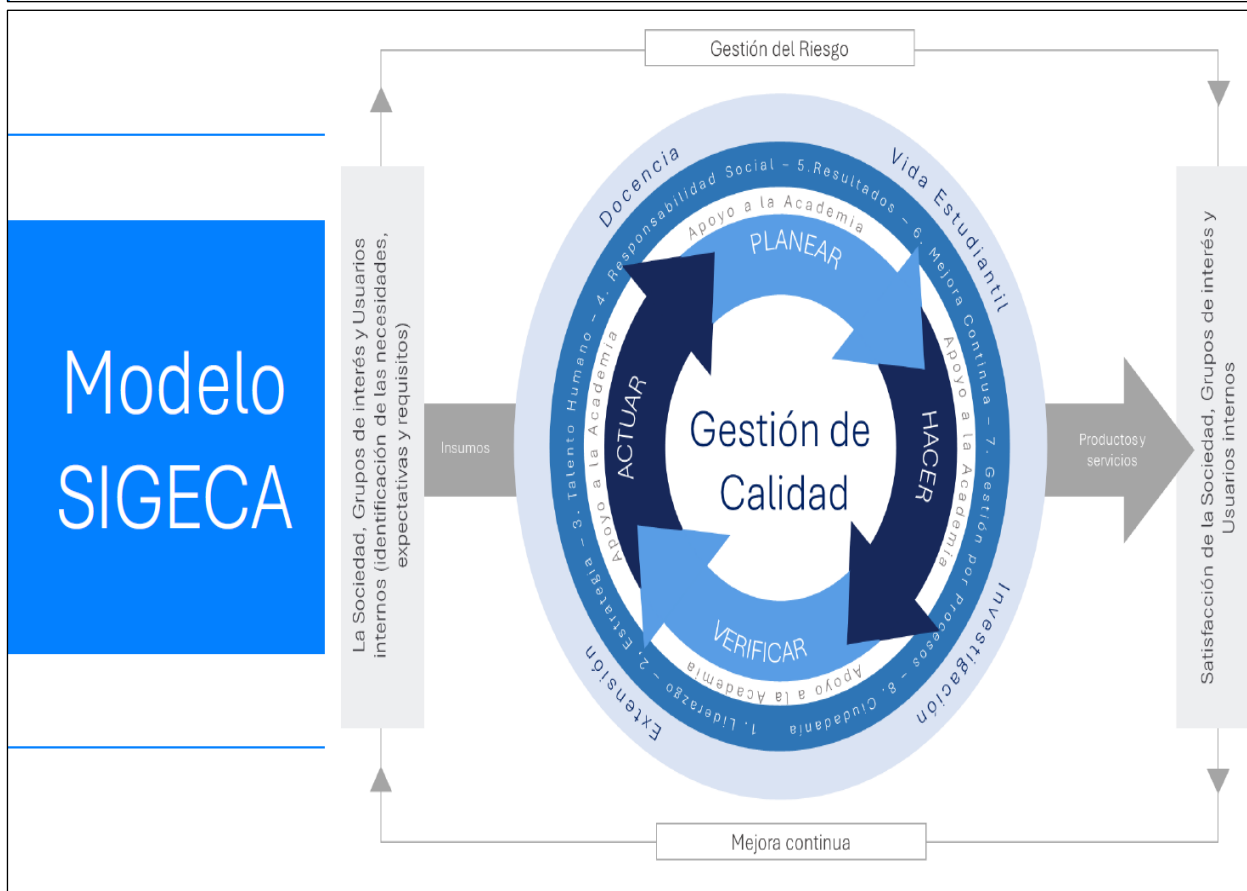 Gestión del Riesgo
Modelo
SIGECA
La Sociedad, Grupos de interés y Usuarios
internos (identificación de las necesidades,
expectativas y requisitos)
Insumos
Docencia
Vida Estudiantil
Investigación
Extensión
1. Liderazgo – 2. Estrategia – 3. Talento Humano – 4. Responsabilidad Social – 5.Resultados – 6. Mejora Continua – 7. Gestión por Procesos – 8. Ciudadanía
Apoyo a la Academia
Apoyo a la Academia
Apoyo a la Academia
Apoyo a la Academia
PLANEAR
HACER
VERIFICAR
ACTUAR
Gestión de
Calidad
Productos y
servicios
Satisfacción de la Sociedad, Grupos de interés y
Usuarios internos
Mejora continua